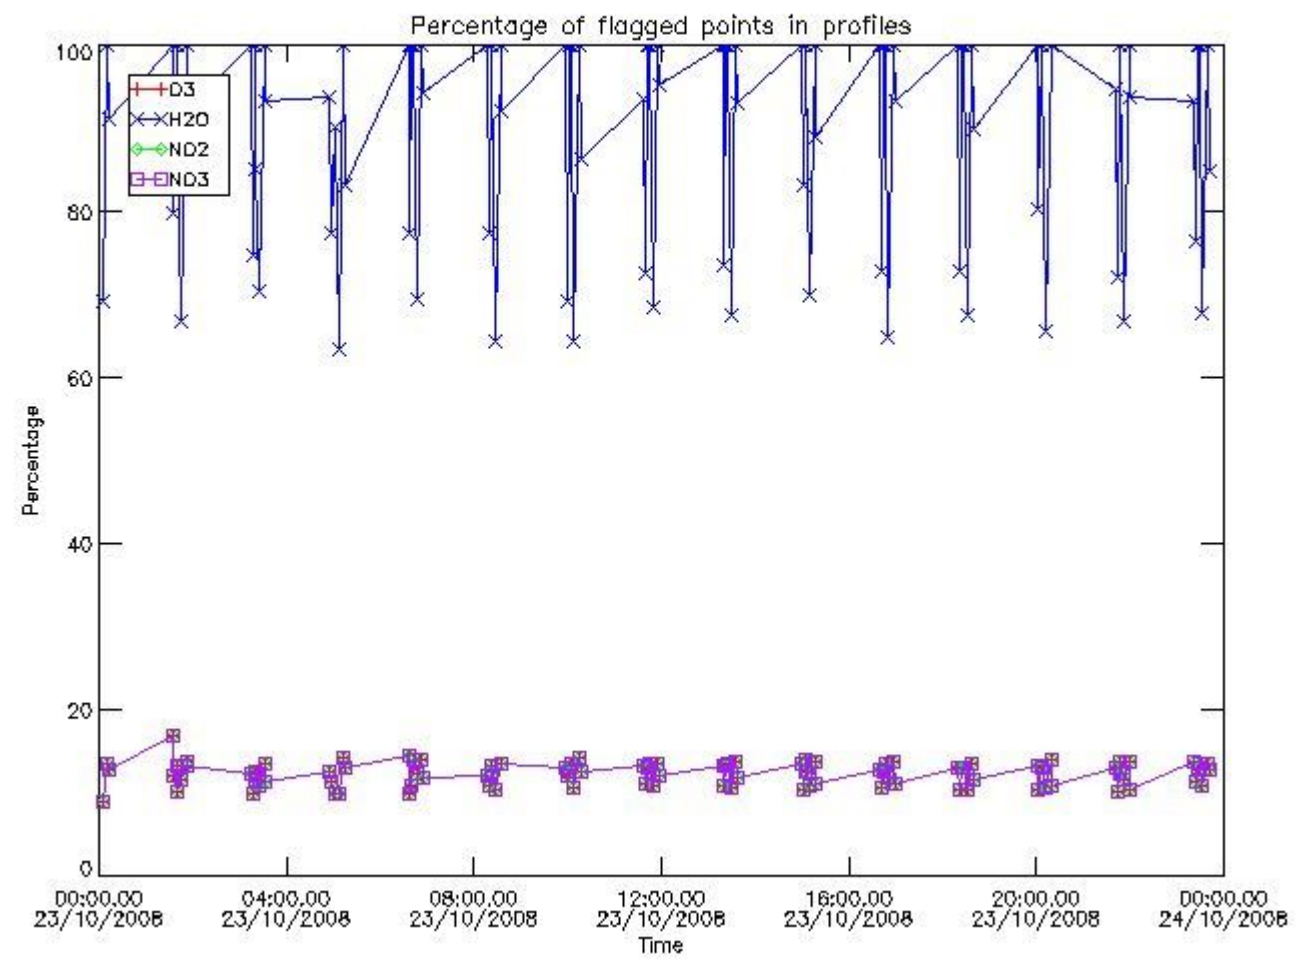 Percentage of flagged points in profiles
100
O3
H2O
NO2
NO3
80
60
Percentage
40
20
0
00:00.00 04:00.00 08:00.00 12:00.00 16:00.00 20:00.00 00:00.00
23/10/2008 23/10/2008 23/10/2008 23/10/2008 23/10/2008 23/10/2008 24/10/2008
Time